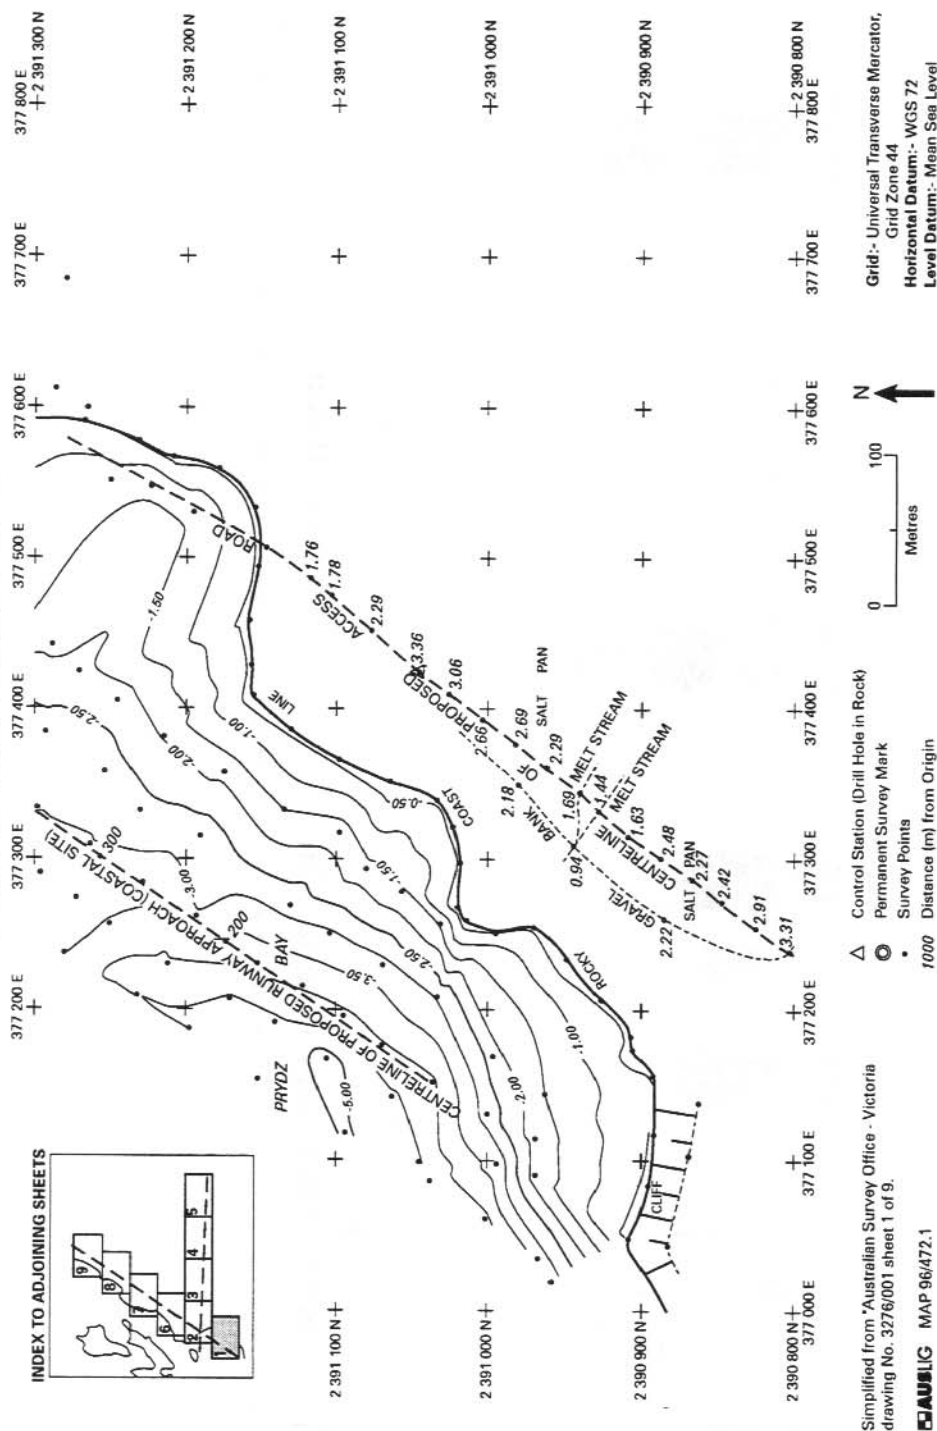 INDEX TO ADJOINING SHEETS
9
8
7
6
5
4
3
2
1
377 000 E
377 100 E
377 200 E
377 300 E
377 400 E
377 500 E
377 600 E
377 700 E
377 800 E
2 391 300 N
2 391 200 N
2 391 100 N
2 391 000 N
2 390 900 N
2 390 800 N
PRYDZ
BAY
CENTRELINE OF PROPOSED RUNWAY APPROACH (COASTAL SITE)
200
300
-5.00
-3.50
-3.00
-2.50
-2.50
-2.00
-2.00
-1.50
-1.50
-1.00
-1.00
-0.50
ROCKY
COAST
LINE
CLIFF
CENTRELINE
OF
PROPOSED
ACCESS
ROAD
GRAVEL
BANK
SALT PAN
SALT PAN
MELT STREAM
MELT STREAM
1.76
1.78
2.29
3.36
3.06
2.66
2.69
2.29
2.18
1.69
1.44
0.94
1.63
2.48
2.27
2.22
2.42
2.91
3.31
Simplified from "Australian Survey Office - Victoria
drawing No. 3276/001 sheet 1 of 9.
AUSLIG MAP 96/472.1
Control Station (Drill Hole in Rock)
Permanent Survey Mark
Survey Points
1000 Distance (m) from Origin
0 100
Metres
N
Grid:- Universal Transverse Mercator,
Grid Zone 44
Horizontal Datum:- WGS 72
Level Datum:- Mean Sea Level